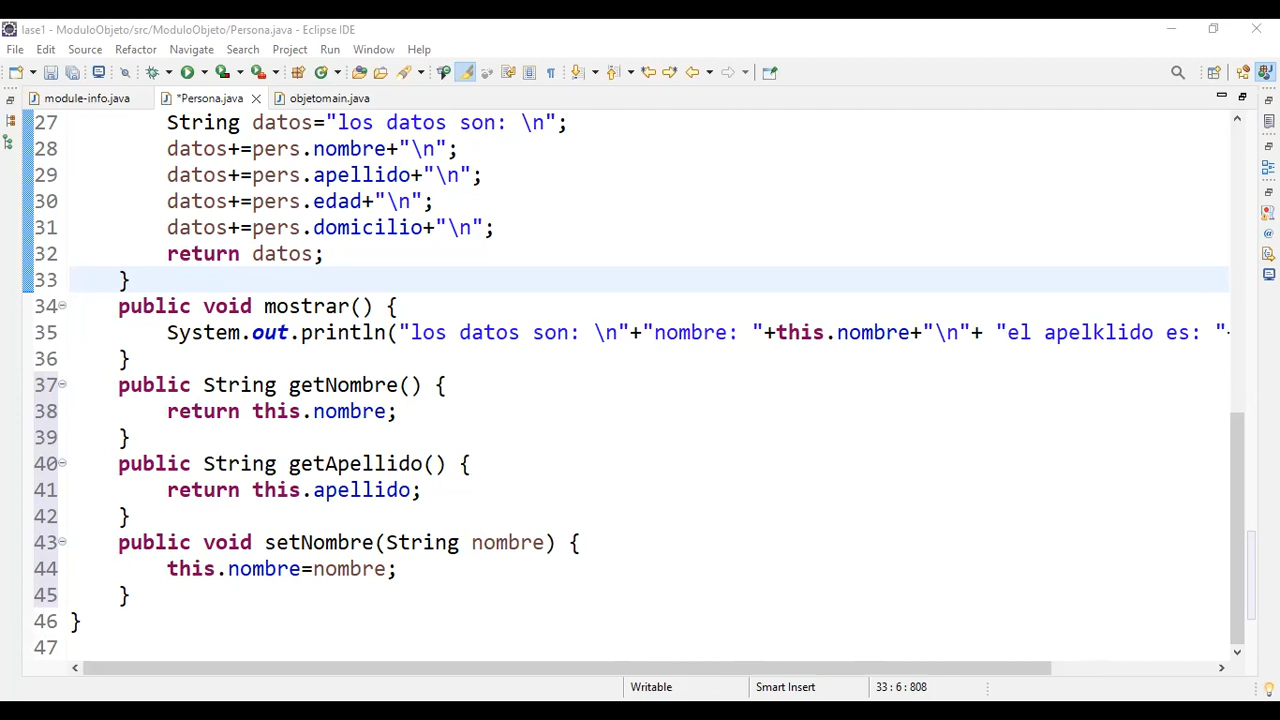 lase1 - ModuloObjeto/src/ModuloObjeto/Persona.java - Eclipse IDE
File Edit Source Refactor Navigate Search Project Run Window Help
module-info.java *Persona.java objetomain.java
27 String datos="los datos son: \n";
28 datos+=pers.nombre+"\n";
29 datos+=pers.apellido+"\n";
30 datos+=pers.edad+"\n";
31 datos+=pers.domicilio+"\n";
32 return datos;
33 }
34 public void mostrar() {
35 System.out.println("los datos son: \n"+"nombre: "+this.nombre+"\n"+ "el apelklido es: "+
36 }
37 public String getNombre() {
38 return this.nombre;
39 }
40 public String getApellido() {
41 return this.apellido;
42 }
43 public void setNombre(String nombre) {
44 this.nombre=nombre;
45 }
46 }
47
Writable Smart Insert 33 : 6 : 808